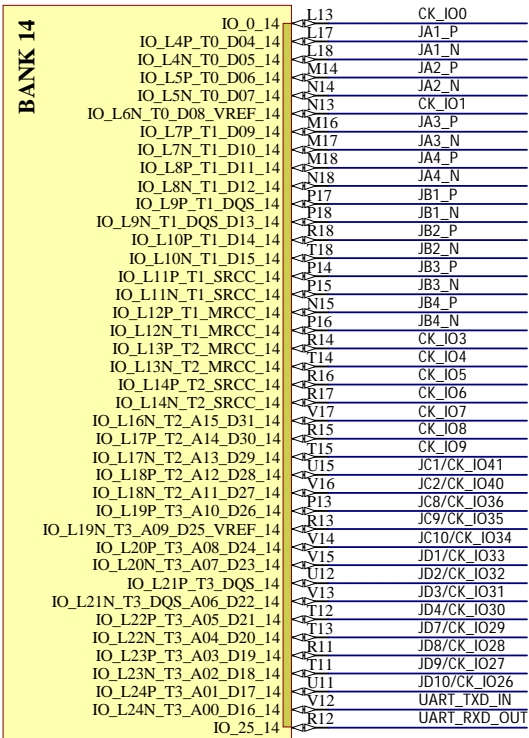 BANK 14
IO_0_14 L13 CK_IO0
IO_L4P_T0_D04_14 L17 JA1_P
IO_L4N_T0_D05_14 L18 JA1_N
IO_L5P_T0_D06_14 M14 JA2_P
IO_L5N_T0_D07_14 N14 JA2_N
IO_L6N_T0_D08_VREF_14 N13 CK_IO1
IO_L7P_T1_D09_14 M16 JA3_P
IO_L7N_T1_D10_14 M17 JA3_N
IO_L8P_T1_D11_14 M18 JA4_P
IO_L8N_T1_D12_14 N18 JA4_N
IO_L9P_T1_DQS_14 P17 JB1_P
IO_L9N_T1_DQS_D13_14 P18 JB1_N
IO_L10P_T1_D14_14 R18 JB2_P
IO_L10N_T1_D15_14 T18 JB2_N
IO_L11P_T1_SRCC_14 P14 JB3_P
IO_L11N_T1_SRCC_14 P15 JB3_N
IO_L12P_T1_MRCC_14 N15 JB4_P
IO_L12N_T1_MRCC_14 P16 JB4_N
IO_L13P_T2_MRCC_14 R14 CK_IO3
IO_L13N_T2_MRCC_14 T14 CK_IO4
IO_L14P_T2_SRCC_14 R16 CK_IO5
IO_L14N_T2_SRCC_14 R17 CK_IO6
IO_L16N_T2_A15_D31_14 V17 CK_IO7
IO_L17P_T2_A14_D30_14 R15 CK_IO8
IO_L17N_T2_A13_D29_14 T15 CK_IO9
IO_L18P_T2_A12_D28_14 U15 JC1/CK_IO41
IO_L18N_T2_A11_D27_14 V16 JC2/CK_IO40
IO_L19P_T3_A10_D26_14 P13 JC8/CK_IO36
IO_L19N_T3_A09_D25_VREF_14 R13 JC9/CK_IO35
IO_L20P_T3_A08_D24_14 V14 JC10/CK_IO34
IO_L20N_T3_A07_D23_14 V15 JD1/CK_IO33
IO_L21P_T3_DQS_14 U12 JD2/CK_IO32
IO_L21N_T3_DQS_A06_D22_14 V13 JD3/CK_IO31
IO_L22P_T3_A05_D21_14 T12 JD4/CK_IO30
IO_L22N_T3_A04_D20_14 T13 JD7/CK_IO29
IO_L23P_T3_A03_D19_14 R11 JD8/CK_IO28
IO_L23N_T3_A02_D18_14 T11 JD9/CK_IO27
IO_L24P_T3_A01_D17_14 U11 JD10/CK_IO26
IO_L24N_T3_A00_D16_14 V12 UART_TXD_IN
IO_25_14 R12 UART_RXD_OUT